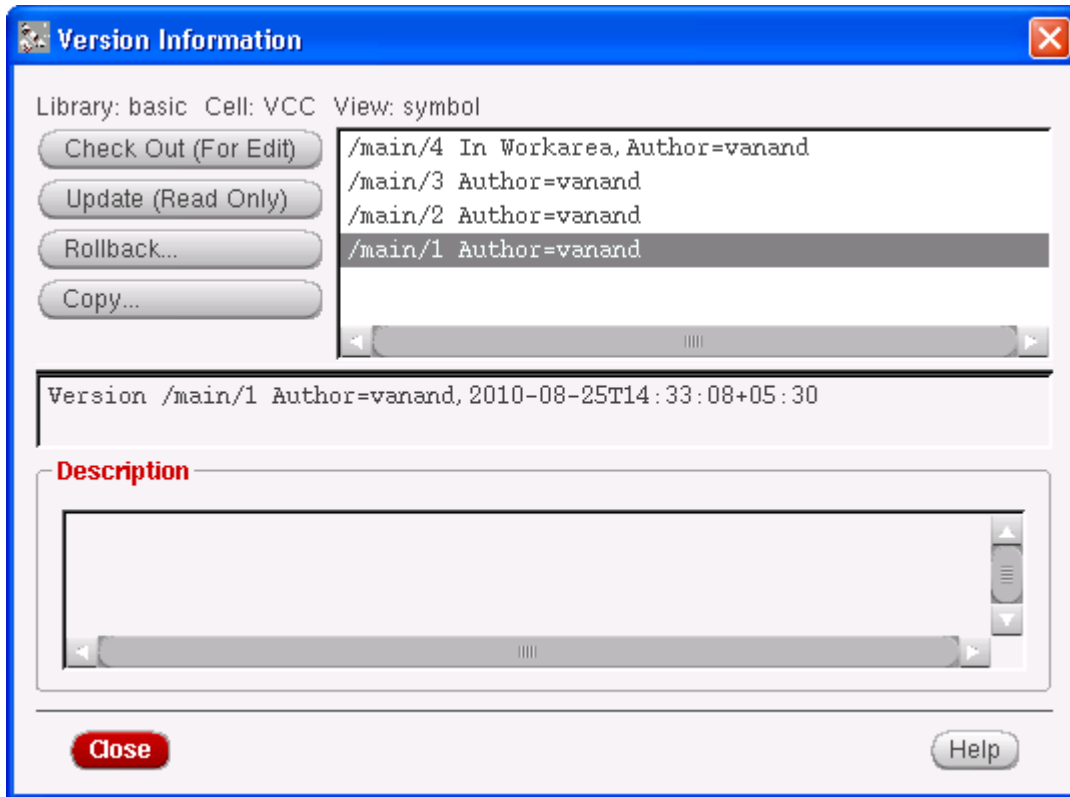 Version Information
Library: basic Cell: VCC View: symbol
Check Out (For Edit)
Update (Read Only)
Rollback...
Copy...
/main/4 In Workarea, Author=vanand
/main/3 Author=vanand
/main/2 Author=vanand
/main/1 Author=vanand
Version /main/1 Author=vanand, 2010-08-25T14:33:08+05:30
Description
Close
Help